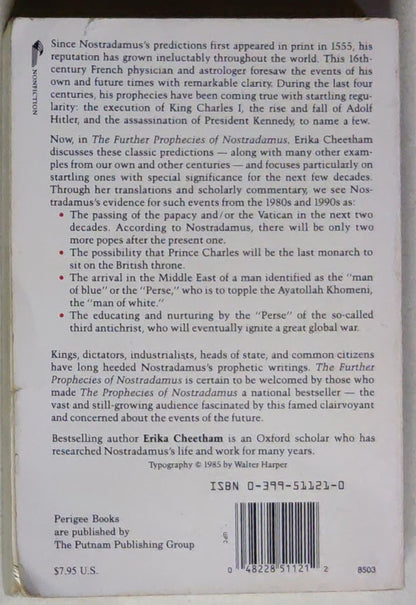 NONFICTION
Since Nostradamus's predictions first appeared in print in 1555, his
reputation has grown ineluctably throughout the world. This 16th-
century French physician and astrologer foresaw the events of his
own and future times with remarkable clarity. During the last four
centuries, his prophecies have been coming true with startling regu-
larity: the execution of King Charles I, the rise and fall of Adolf
Hitler, and the assassination of President Kennedy, to name a few.
Now, in The Further Prophecies of Nostradamus, Erika Cheetham
discusses these classic predictions — along with many other exam-
ples from our own and other centuries — and focuses particularly on
startling ones with special significance for the next few decades.
Through her translations and scholarly commentary, we see Nos-
tradamus's evidence for such events from the 1980s and 1990s as:
• The passing of the papacy and/or the Vatican in the next two
decades. According to Nostradamus, there will be only two
more popes after the present one.
• The possibility that Prince Charles will be the last monarch to
sit on the British throne.
• The arrival in the Middle East of a man identified as the "man
of blue" or the "Perse," who is to topple the Ayatollah Khomeni,
the "man of white."
• The educating and nurturing by the "Perse" of the so-called
third antichrist, who will eventually ignite a great global war.
Kings, dictators, industrialists, heads of state, and common citizens
have long heeded Nostradamus's prophetic writings. The Further
Prophecies of Nostradamus is certain to be welcomed by those who
made The Prophecies of Nostradamus a national bestseller — the
vast and still-growing audience fascinated by this famed clairvoyant
and concerned about the events of the future.
Bestselling author Erika Cheetham is an Oxford scholar who has
researched Nostradamus's life and work for many years.
Typography © 1985 by Walter Harper
ISBN 0-399-51121-0
Perigee Books
are published by
The Putnam Publishing Group
$7.95 U.S.
UPC
0 48228 51121 2
8503